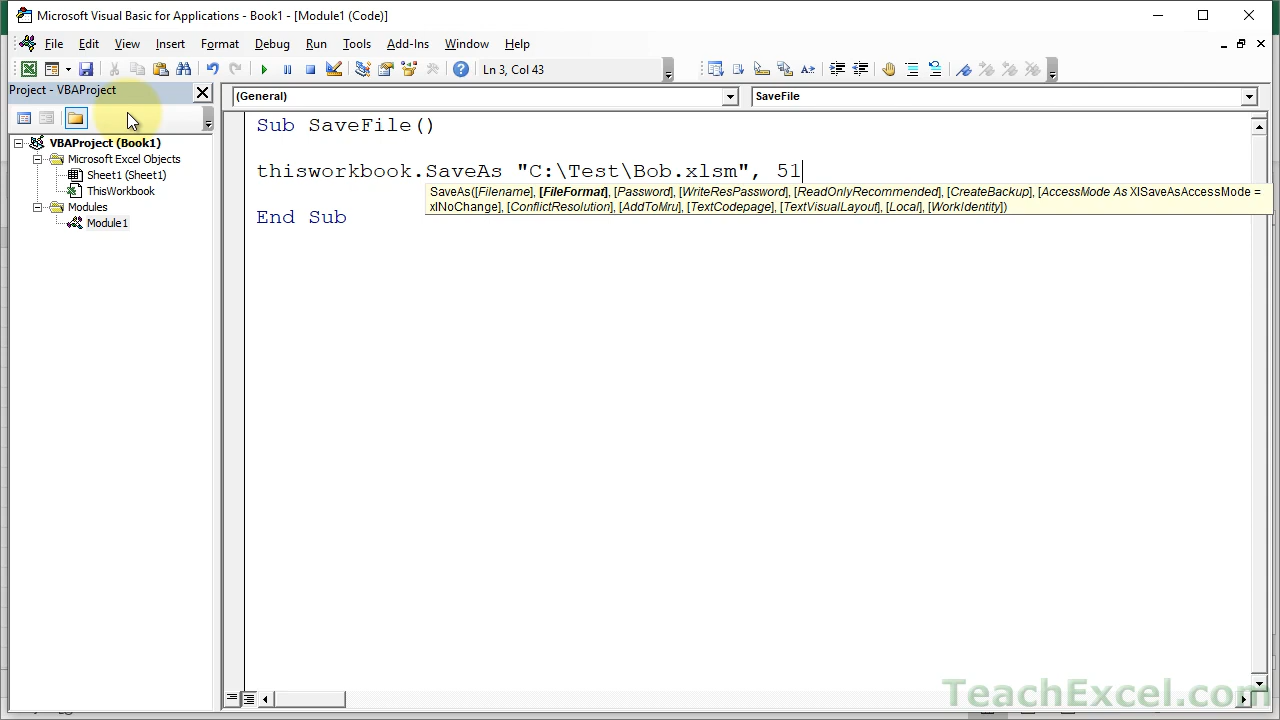 Microsoft Visual Basic for Applications - Book1 - [Module1 (Code)]
File Edit View Insert Format Debug Run Tools Add-Ins Window Help
Ln 3, Col 43
Project - VBAProject
(General) SaveFile
VBAProject (Book1)
Microsoft Excel Objects
Sheet1 (Sheet1)
ThisWorkbook
Modules
Module1
Sub SaveFile()
thisworkbook.SaveAs "C:\Test\Bob.xlsm", 51
SaveAs([Filename], [FileFormat], [Password], [WriteResPassword], [ReadOnlyRecommended], [CreateBackup], [AccessMode As XlSaveAsAccessMode =
xlNoChange], [ConflictResolution], [AddToMru], [TextCodepage], [TextVisualLayout], [Local], [WorkIdentity])
End Sub
TeachExcel.com